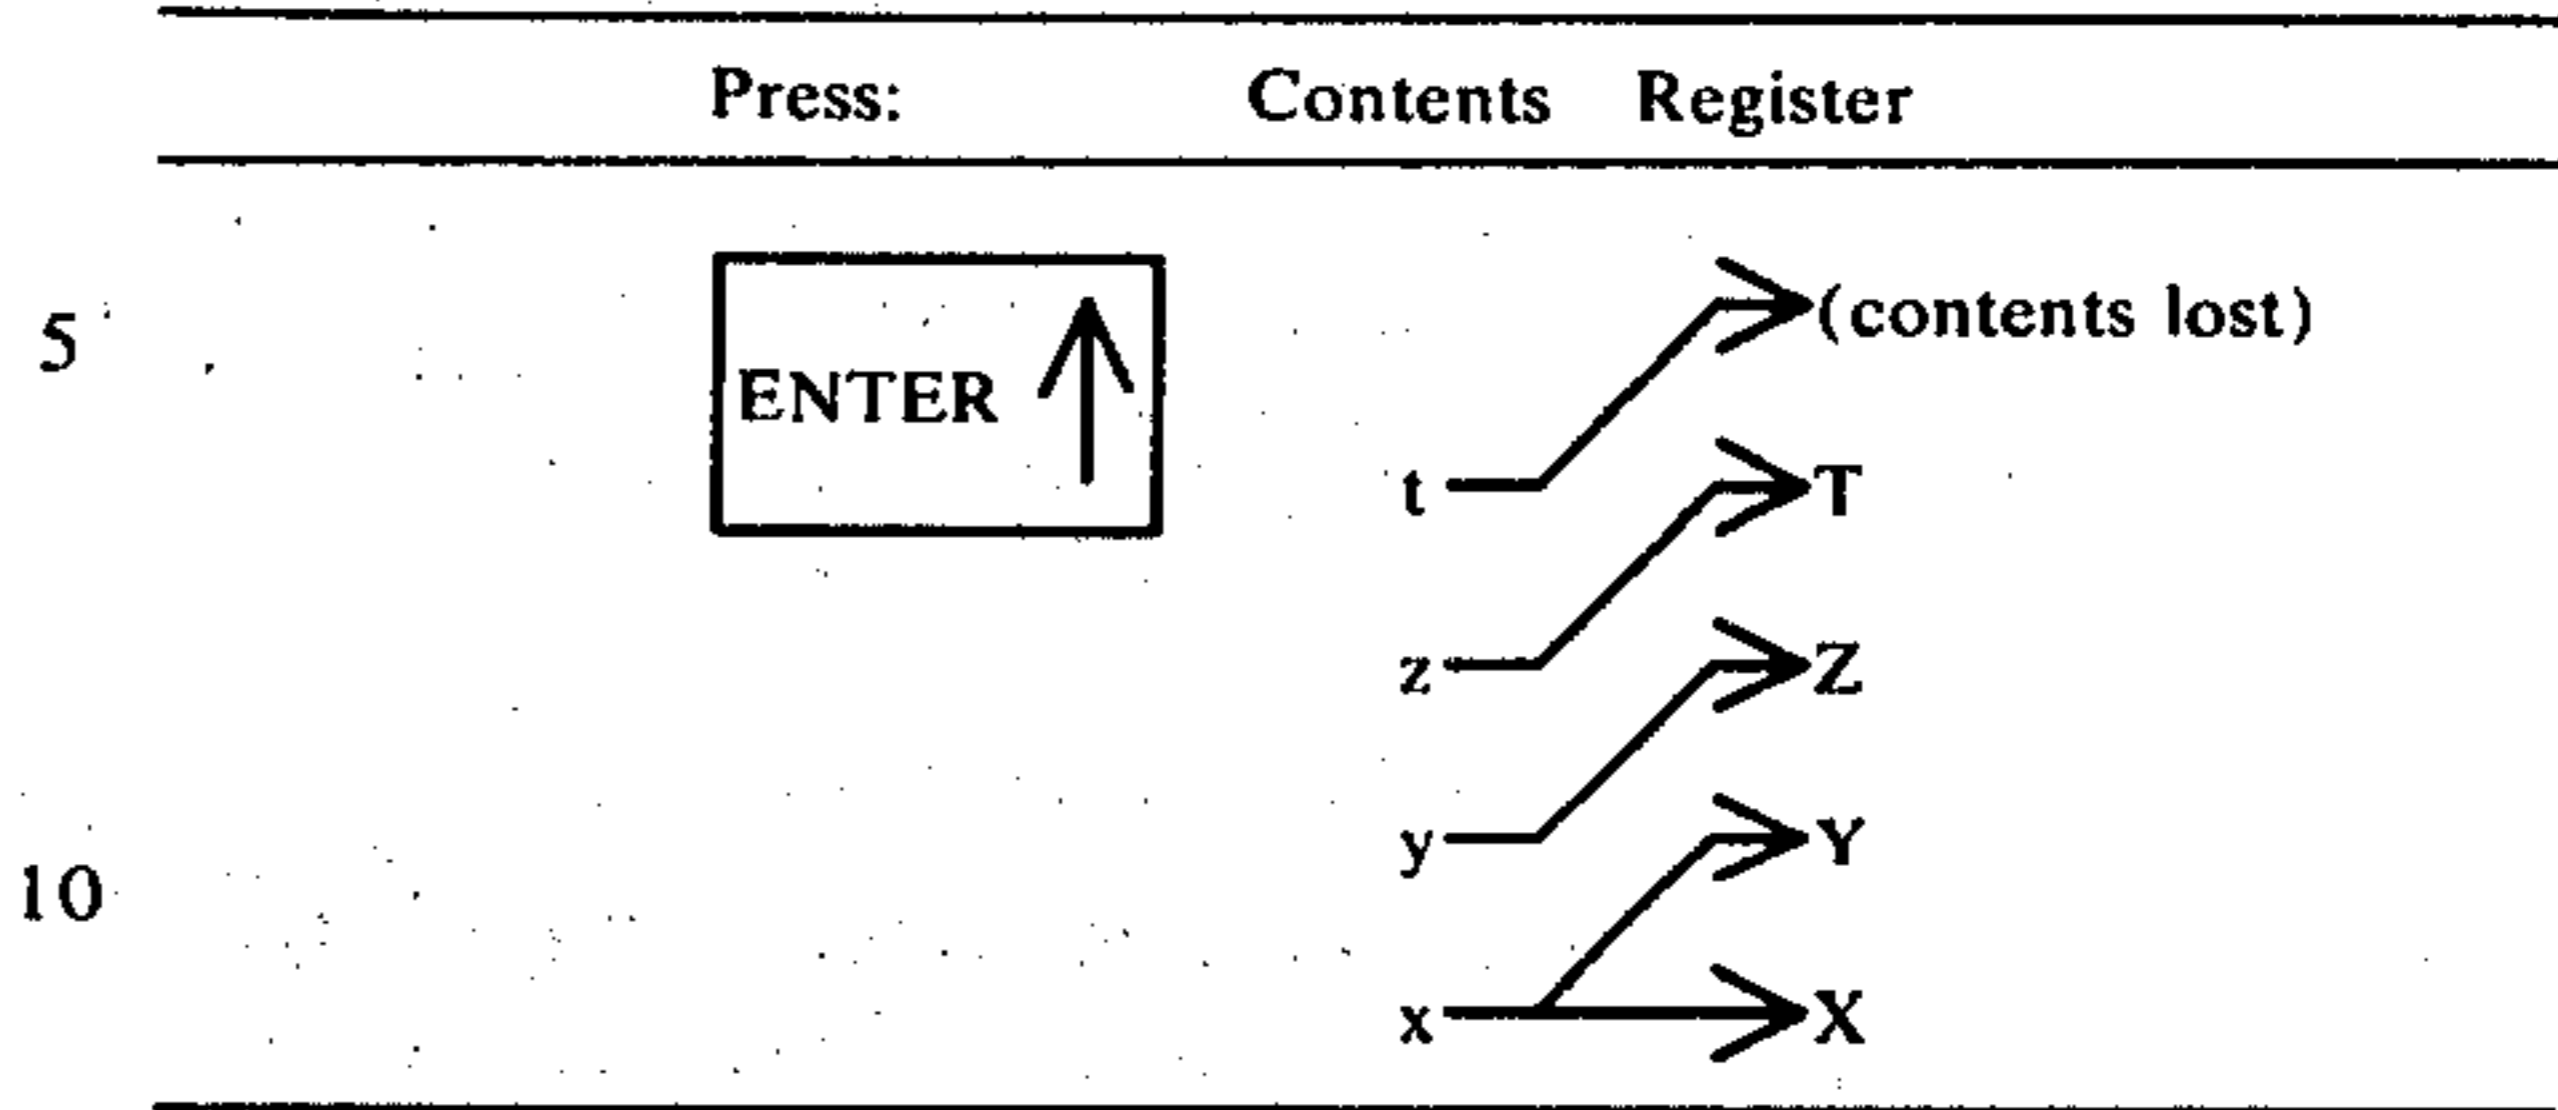 Press: Contents Register
5 (contents lost)
ENTER
t T
z Z
y Y
10
x X